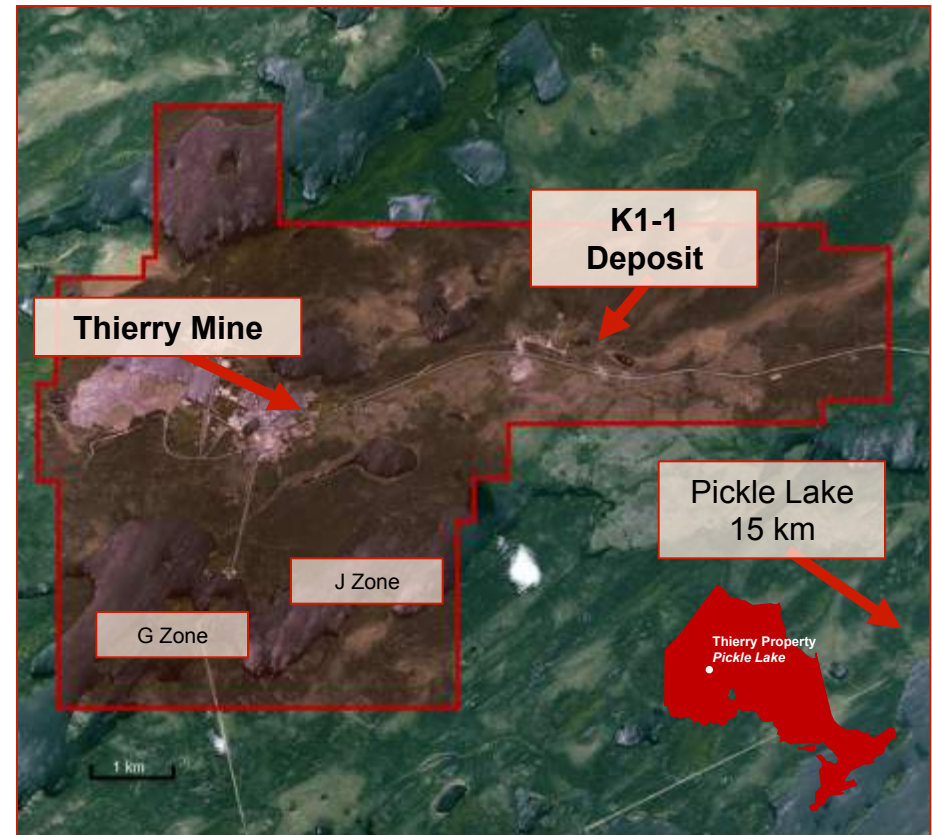 K1-1
Deposit
Thierry Mine
Pickle Lake
15 km
J Zone
G Zone
Thierry Property
Pickle Lake
1 km